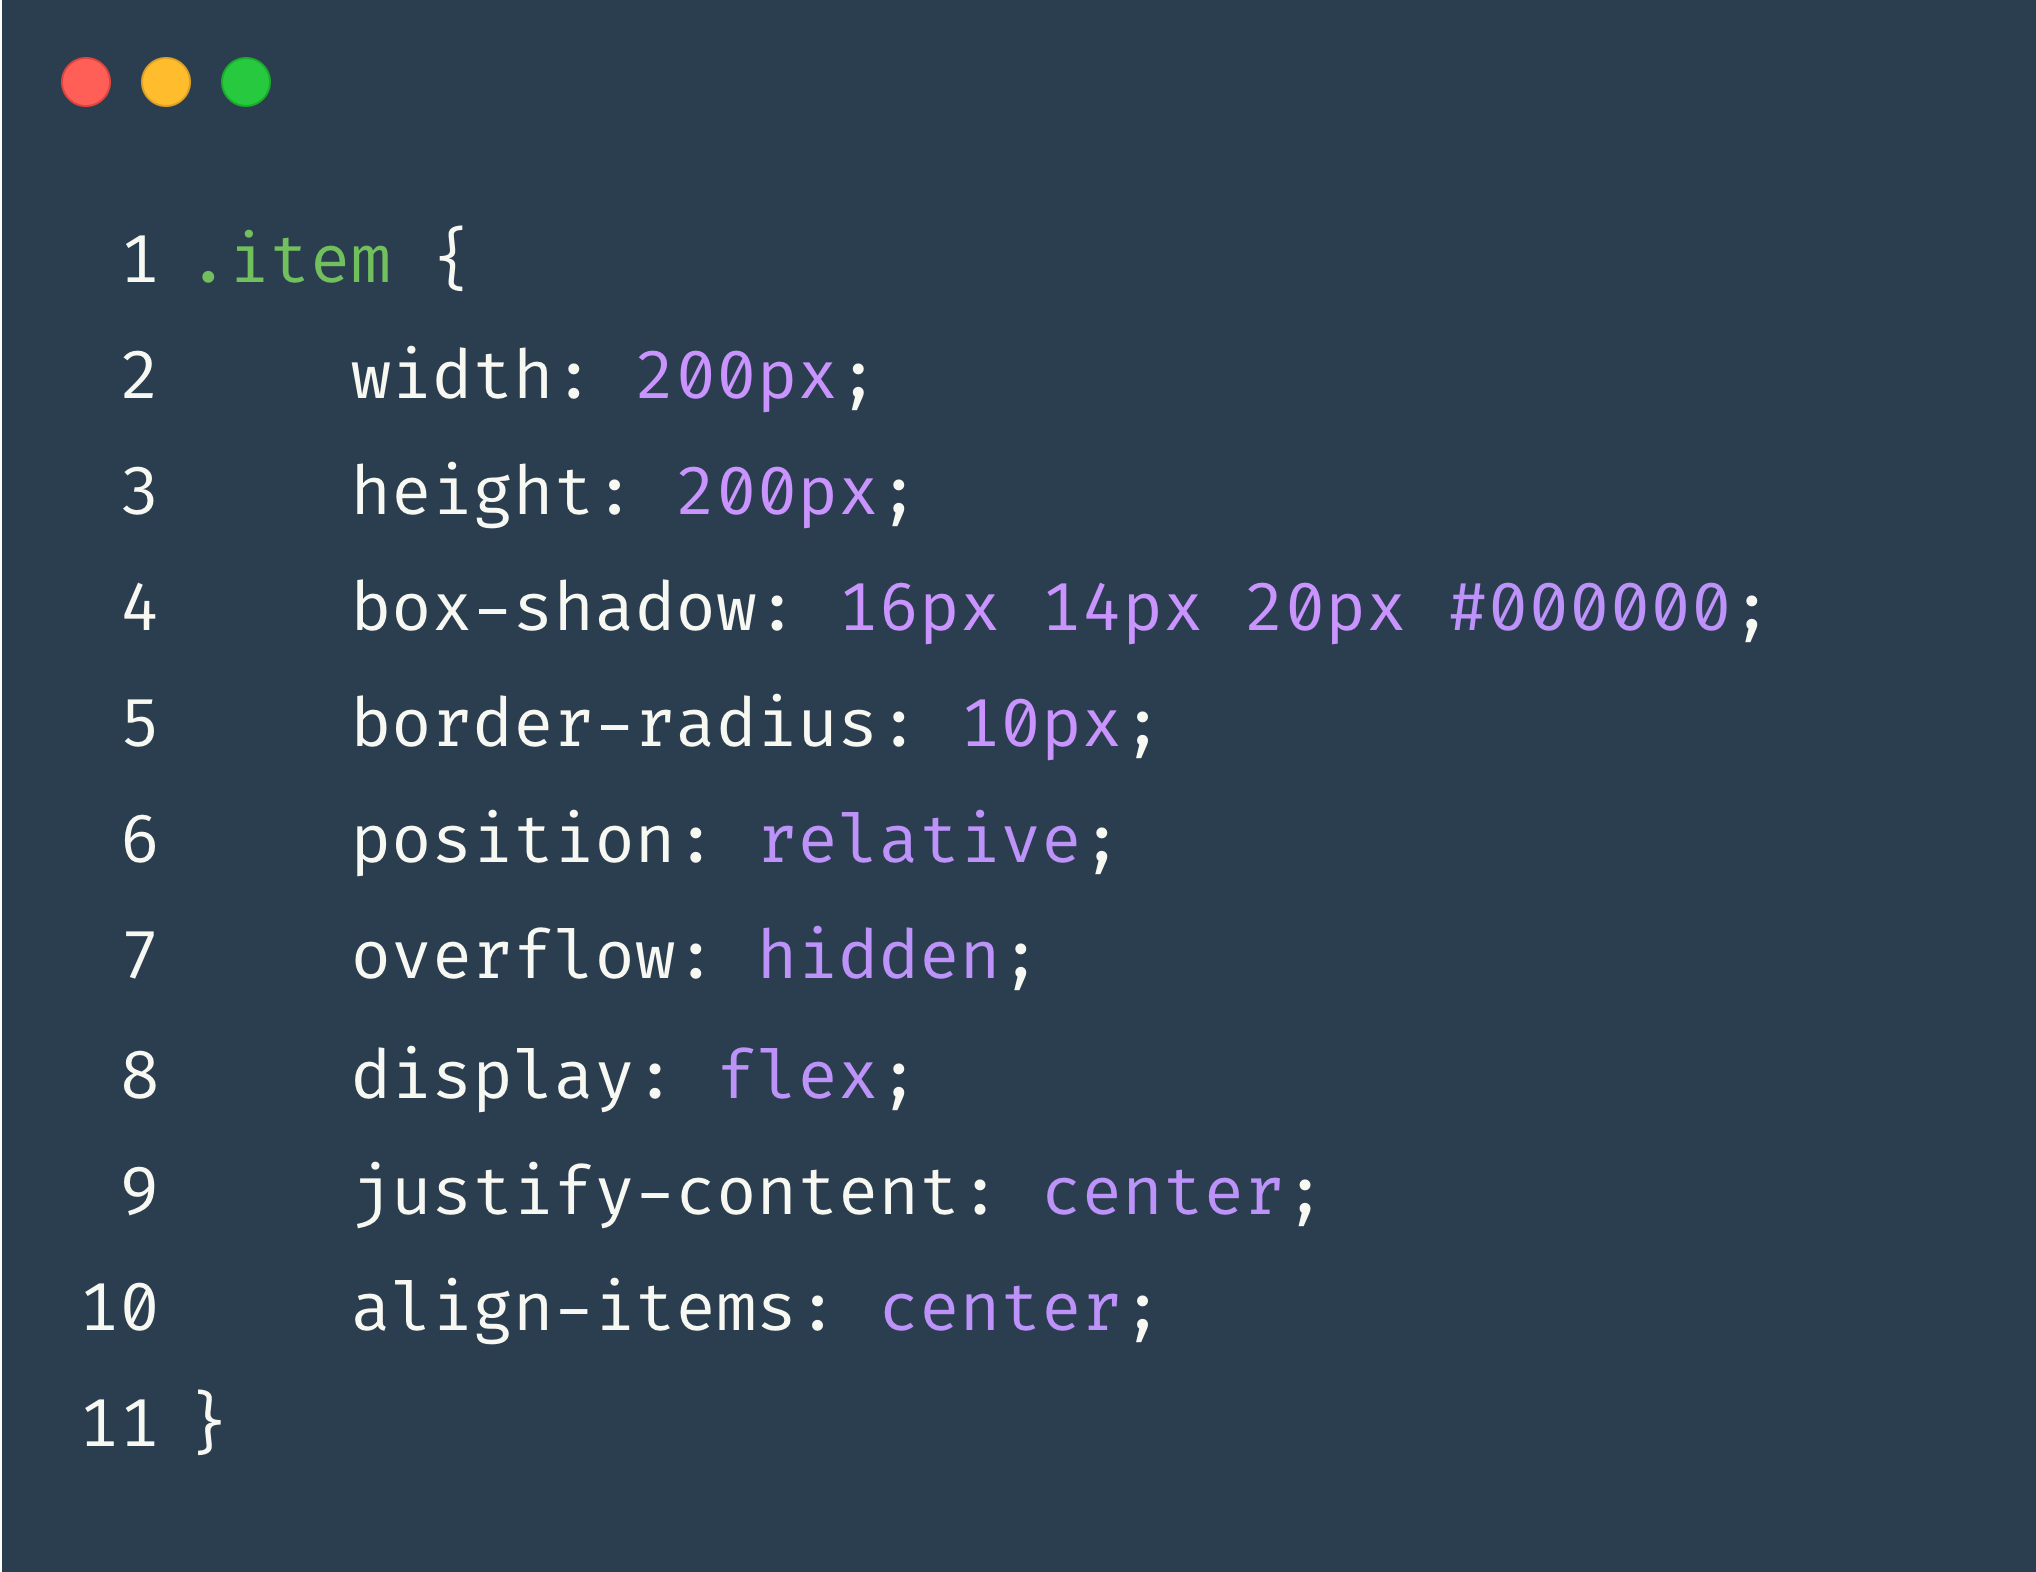 1 .item {
2     width: 200px;
3     height: 200px;
4     box-shadow: 16px 14px 20px #000000;
5     border-radius: 10px;
6     position: relative;
7     overflow: hidden;
8     display: flex;
9     justify-content: center;
10     align-items: center;
11 }